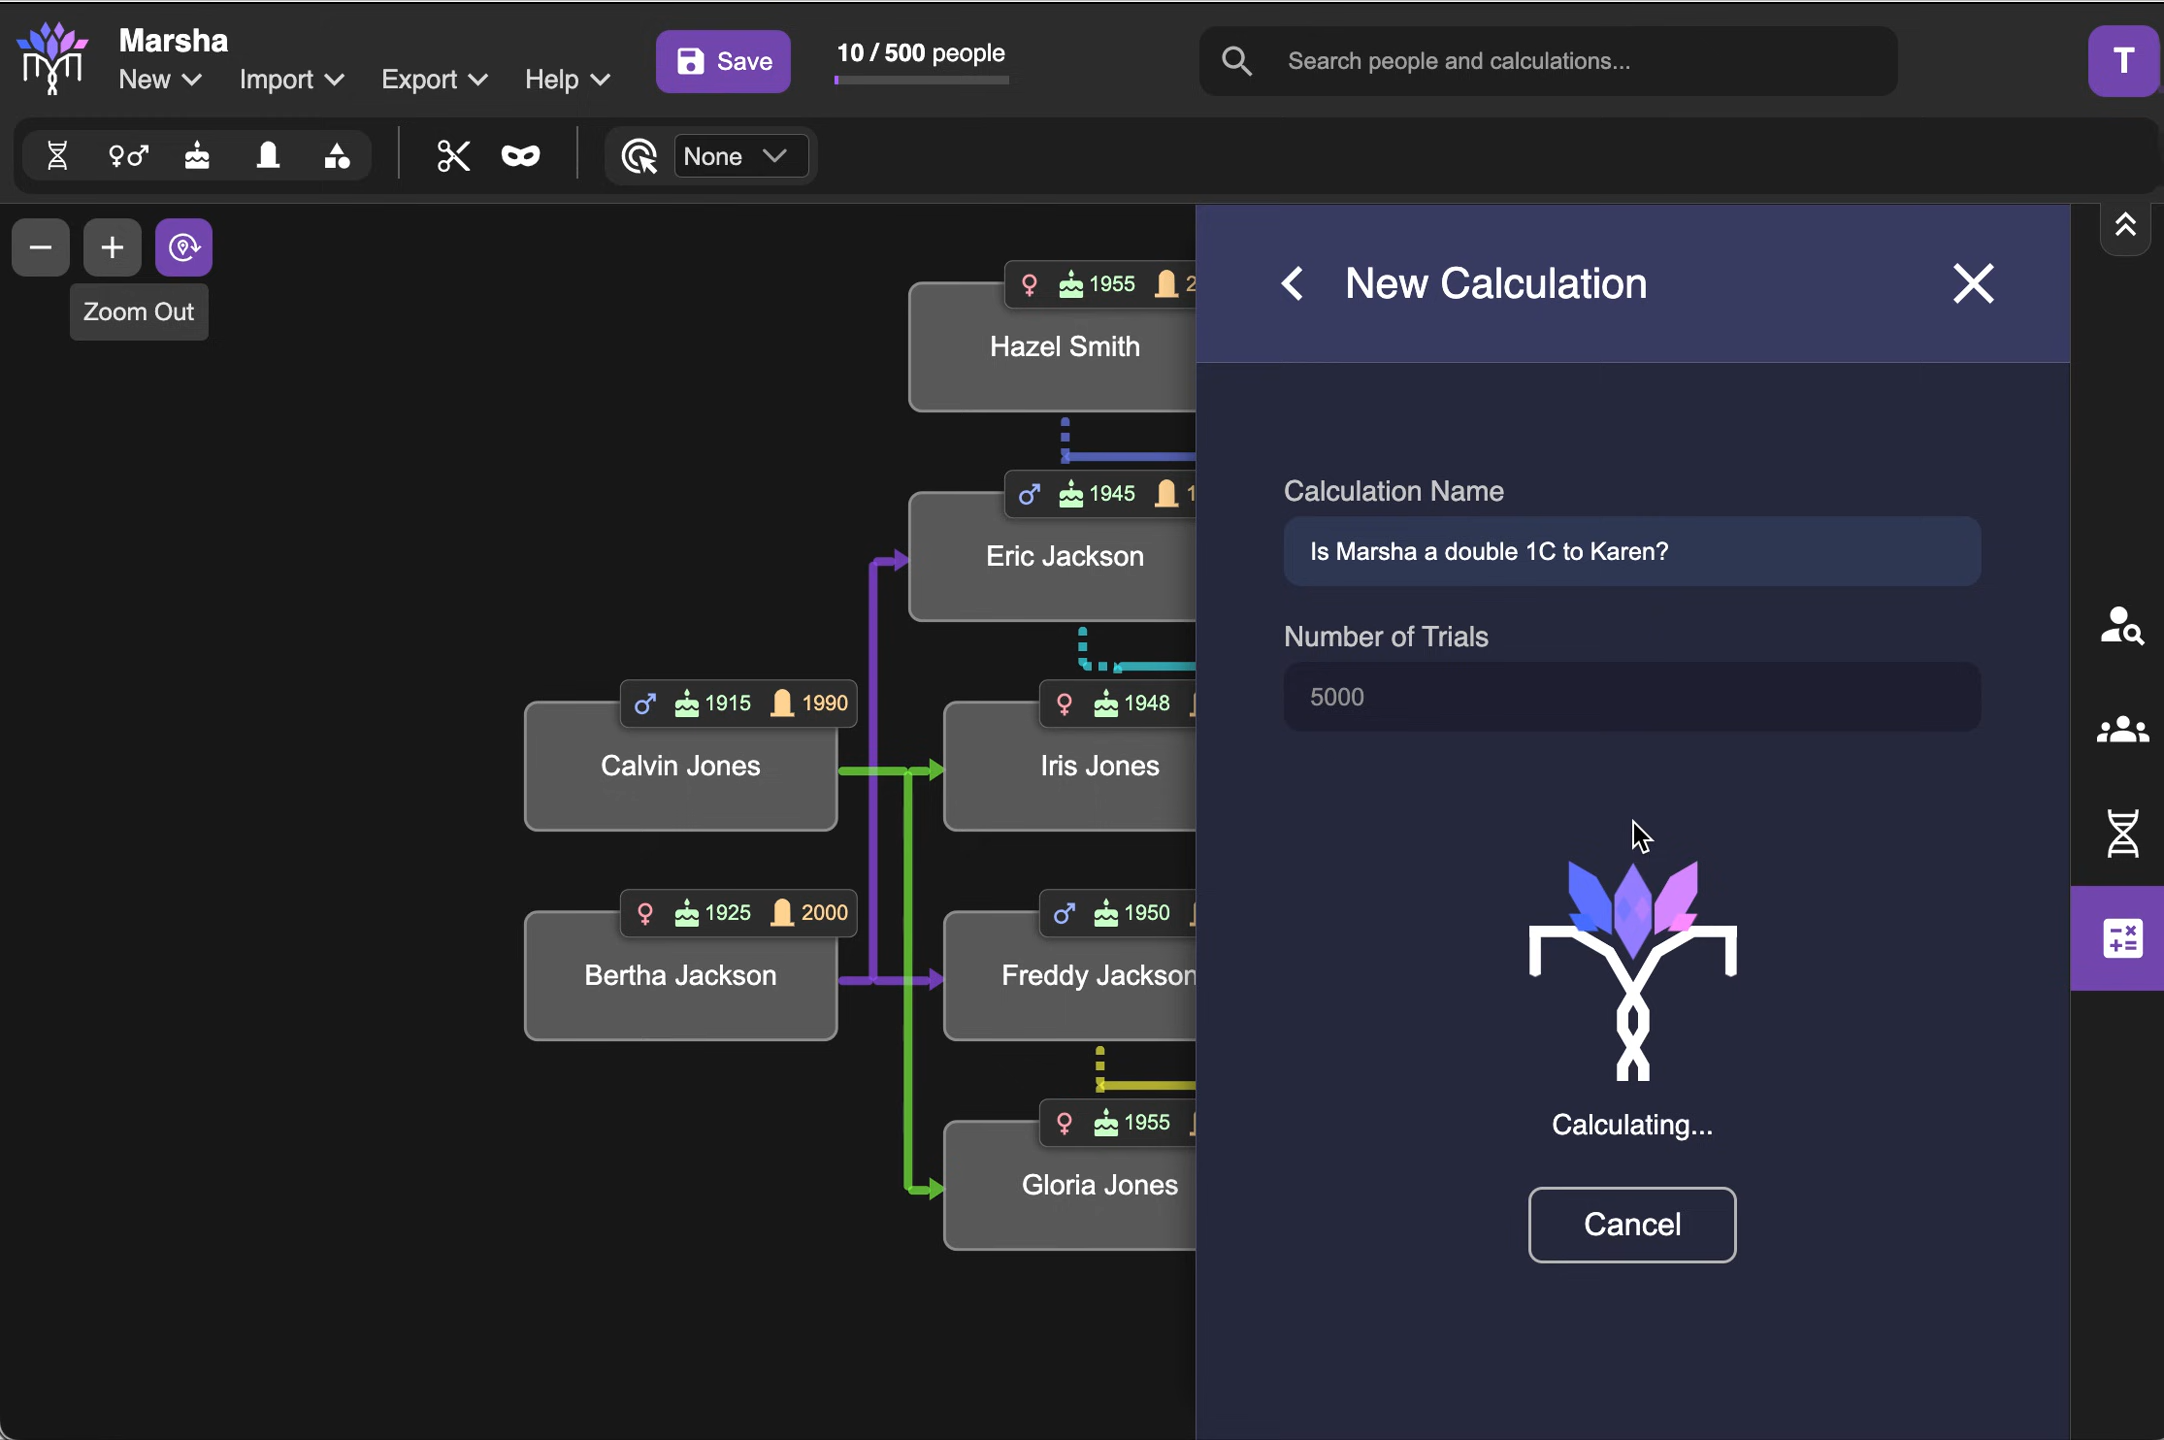 Marsha
New
Import
Export
Help
Save
10 / 500 people
Search people and calculations...
T
None
Zoom Out
1955 2
Hazel Smith
1945 1
Eric Jackson
1915 1990
Calvin Jones
1948
Iris Jones
1925 2000
Bertha Jackson
1950
Freddy Jackson
1955
Gloria Jones
New Calculation
Calculation Name
Is Marsha a double 1C to Karen?
Number of Trials
5000
Calculating...
Cancel